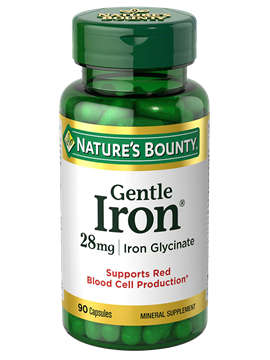 NATURE'S BOUNTY®
Gentle
Iron®
28mg | Iron Glycinate
Supports Red
Blood Cell Production*
90 Capsules
MINERAL SUPPLEMENT